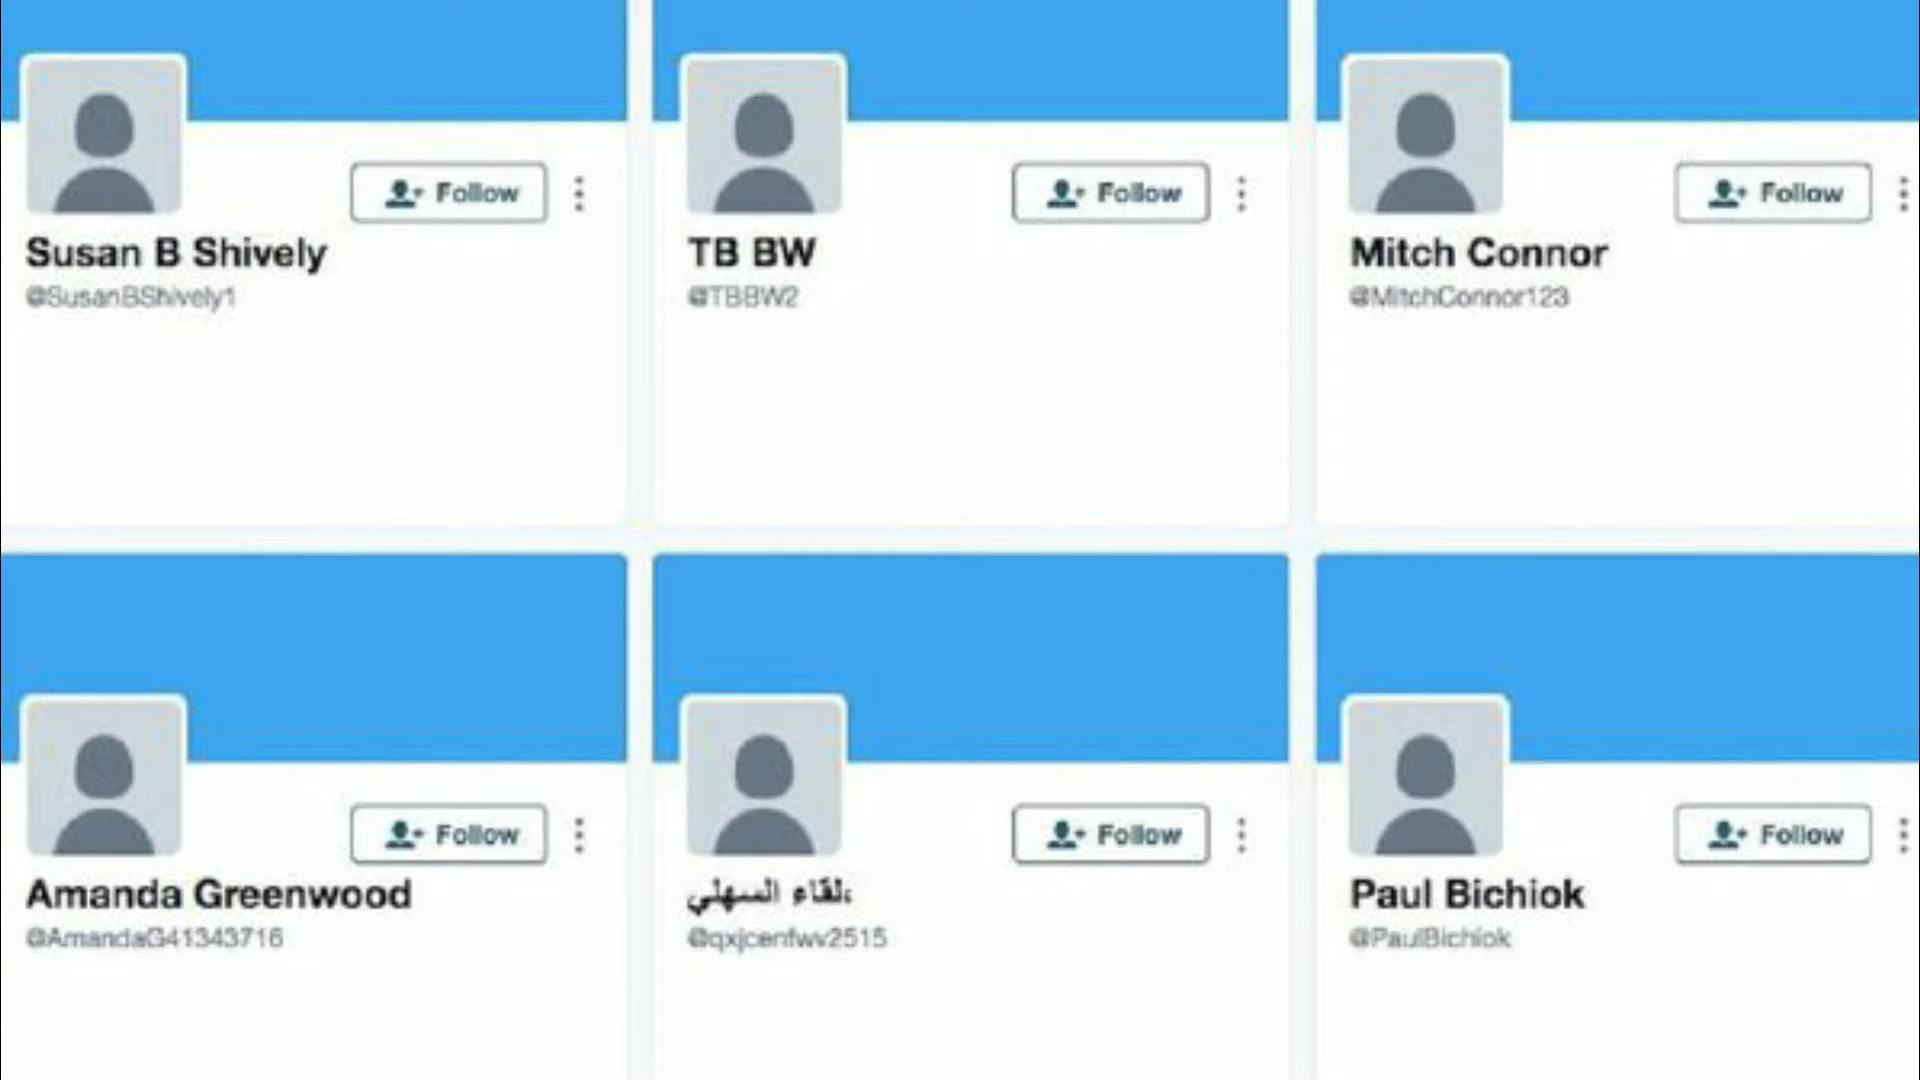 Follow
Susan B Shively
@SusanBShively1
Follow
TB BW
@TBBW2
Follow
Mitch Connor
@MitchConnor123
Follow
Amanda Greenwood
@AmandaG41343716
Follow
لقاء السهلي،
@qxjcenfwv2515
Follow
Paul Bichiok
@PaulBichiok